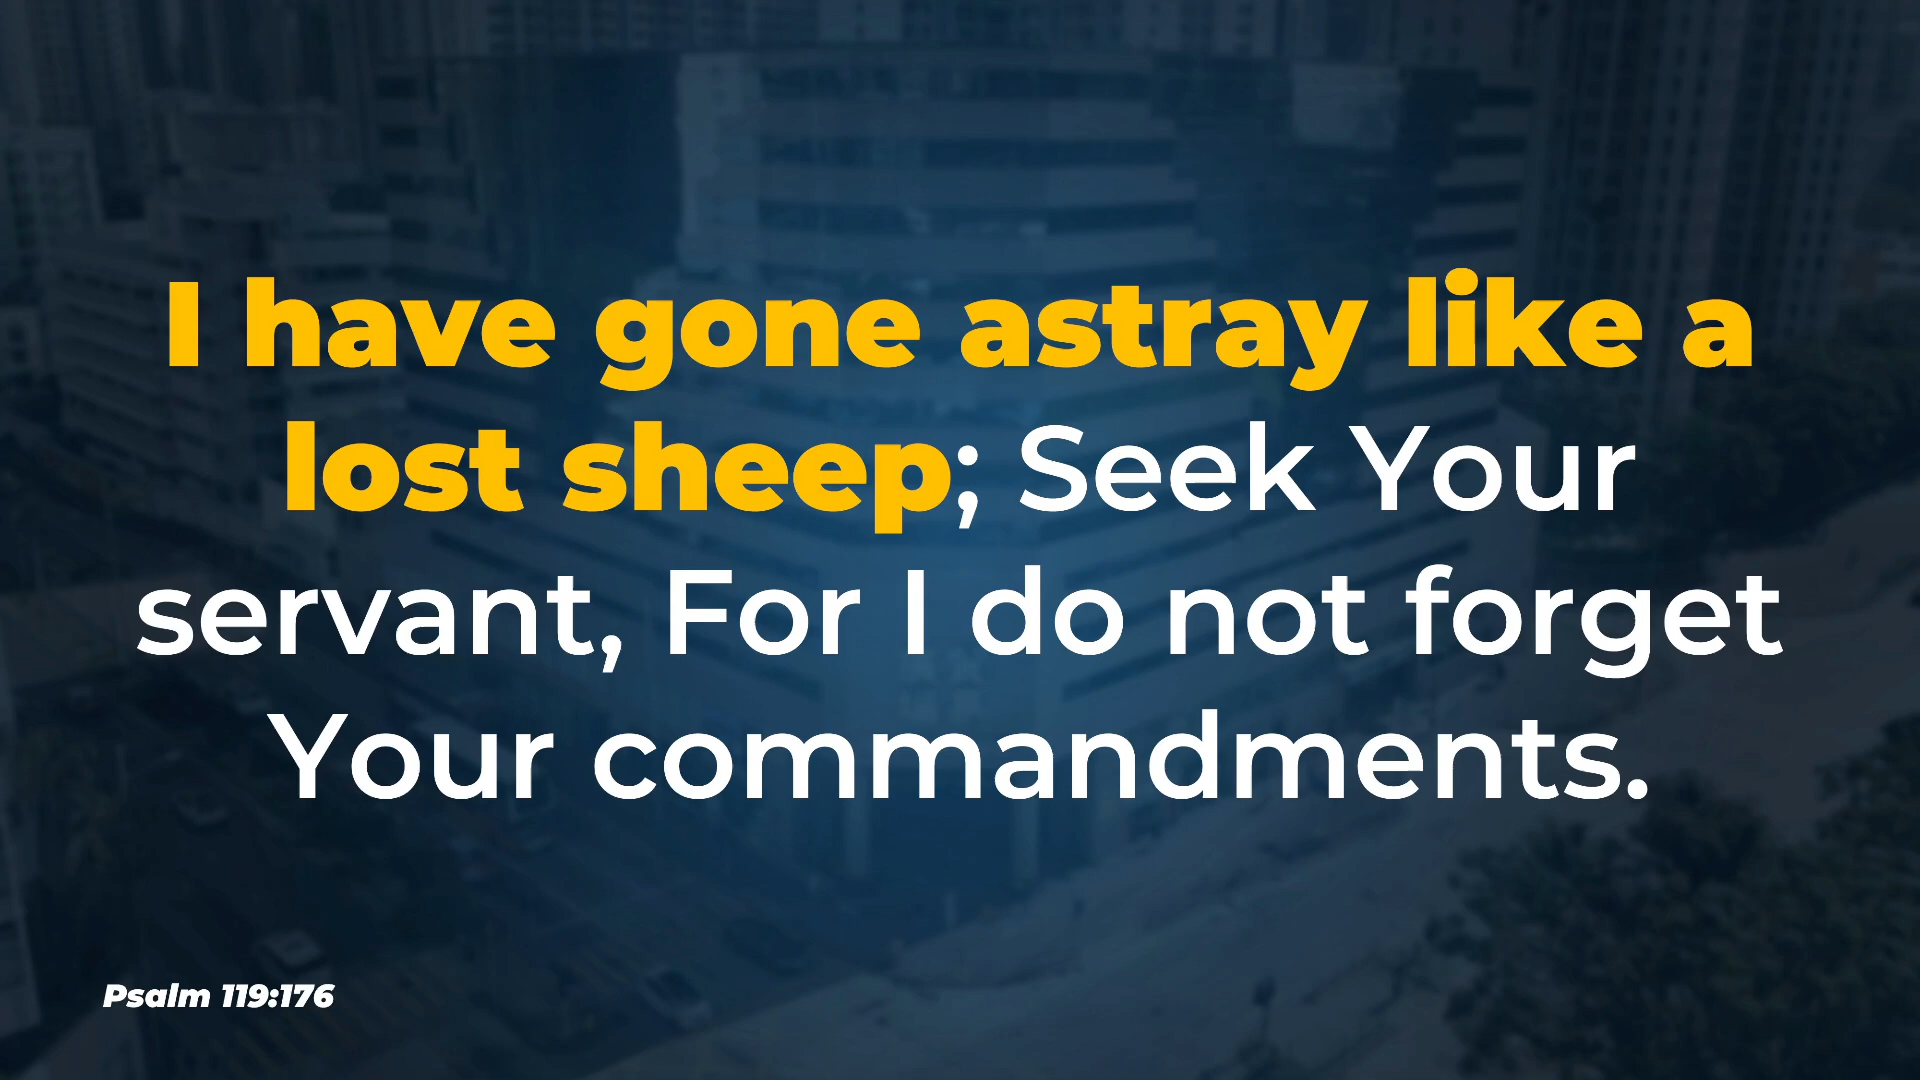 I have gone astray like a
lost sheep; Seek Your
servant, For I do not forget
Your commandments.
Psalm 119:176